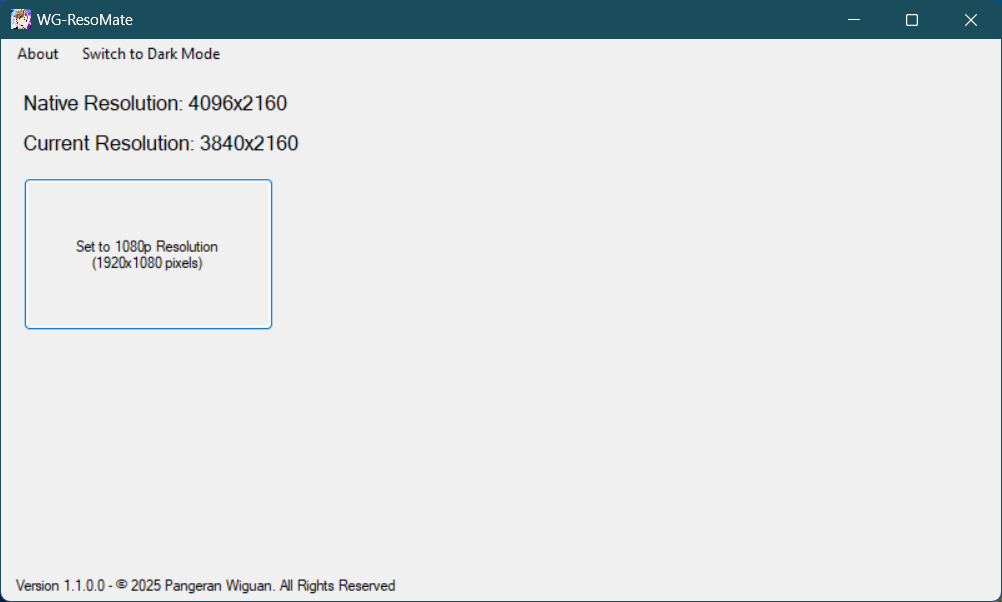 WG-ResoMate
About Switch to Dark Mode
Native Resolution: 4096x2160
Current Resolution: 3840x2160
Set to 1080p Resolution
(1920x1080 pixels)
Version 1.1.0.0 - © 2025 Pangeran Wiguan. All Rights Reserved